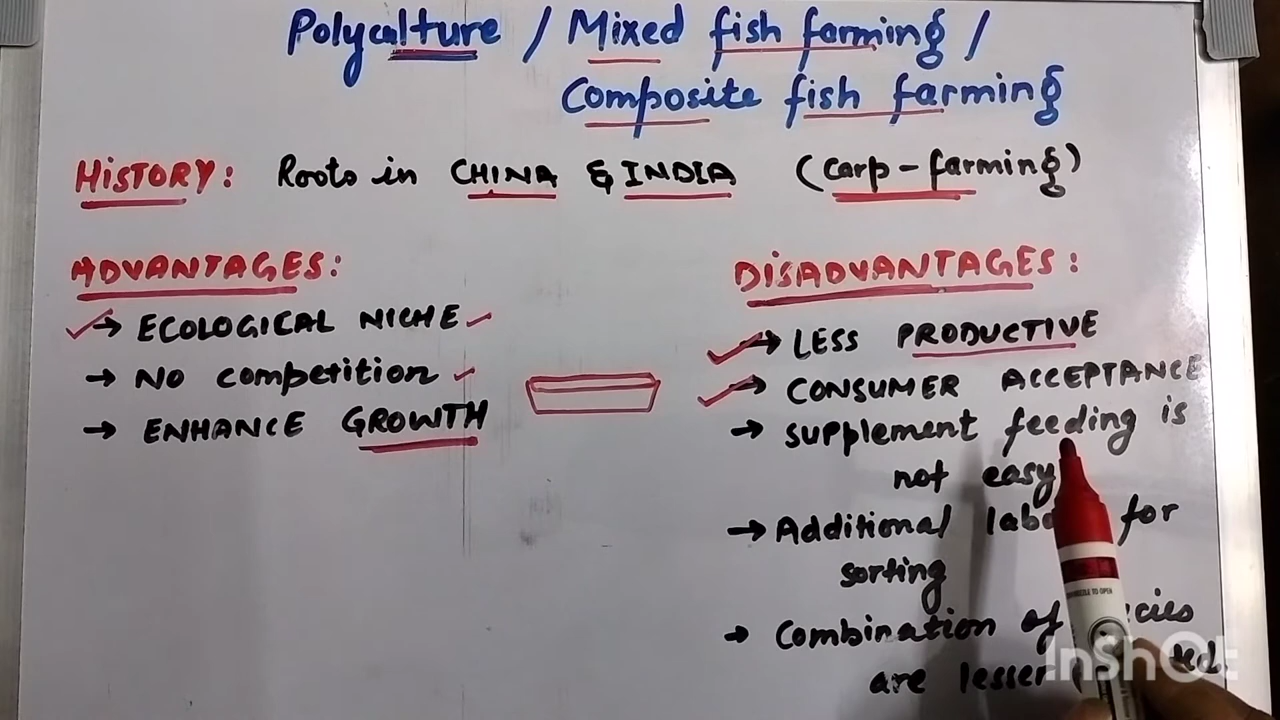 Polyculture / Mixed fish farming /
Composite fish farming
HISTORY: Roots in CHINA & INDIA (carp-farming)
ADVANTAGES:
→ ECOLOGICAL NICHE
→ No competition
→ ENHANCE GROWTH
DISADVANTAGES:
→ LESS PRODUCTIVE
→ CONSUMER ACCEPTANCE
→ supplement feeding is
not easy
→ Additional for
sorting
→ Combination of
are
InShOt